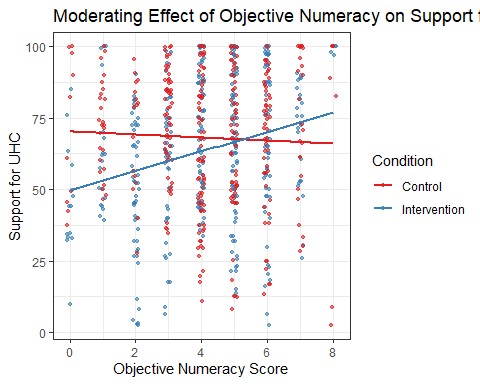 Moderating Effect of Objective Numeracy on Support
100
75
50
25
0
Support for UHC
0 2 4 6 8
Objective Numeracy Score
Condition
Control
Intervention